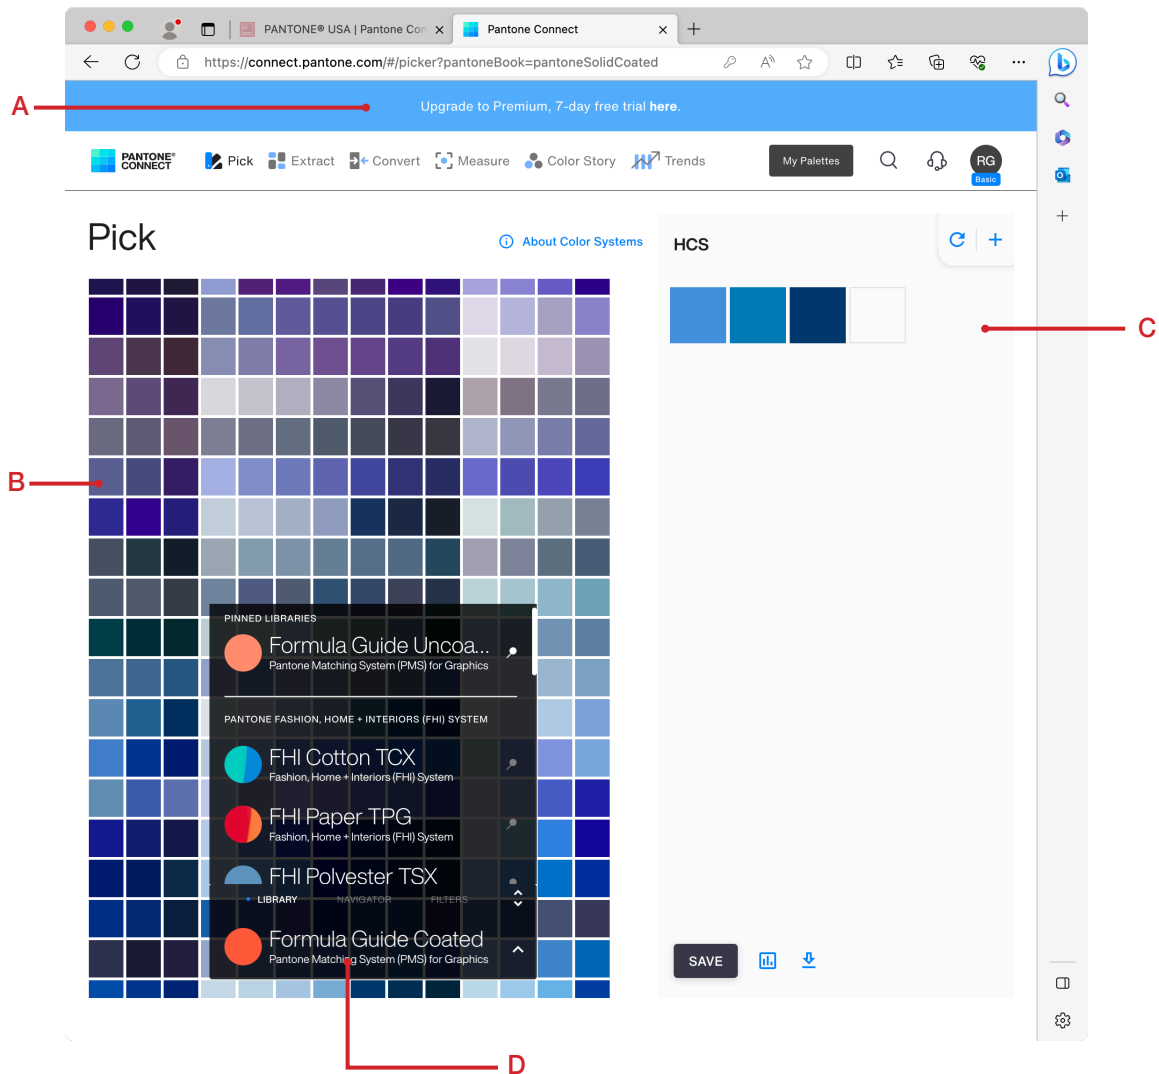 PANTONE® USA | Pantone Con
Pantone Connect
https://connect.pantone.com/#/picker?pantoneBook=pantoneSolidCoated
A
Upgrade to Premium, 7-day free trial here.
PANTONE® CONNECT
Pick
Extract
Convert
Measure
Color Story
Trends
My Palettes
RG
Basic
Pick
About Color Systems
HCS
C
B
PINNED LIBRARIES
Formula Guide Uncoa...
Pantone Matching System (PMS) for Graphics
PANTONE FASHION, HOME + INTERIORS (FHI) SYSTEM
FHI Cotton TCX
Fashion, Home + Interiors (FHI) System
FHI Paper TPG
Fashion, Home + Interiors (FHI) System
FHI Polyester TSX
LIBRARY
NAVIGATOR
FILTERS
Formula Guide Coated
Pantone Matching System (PMS) for Graphics
SAVE
D